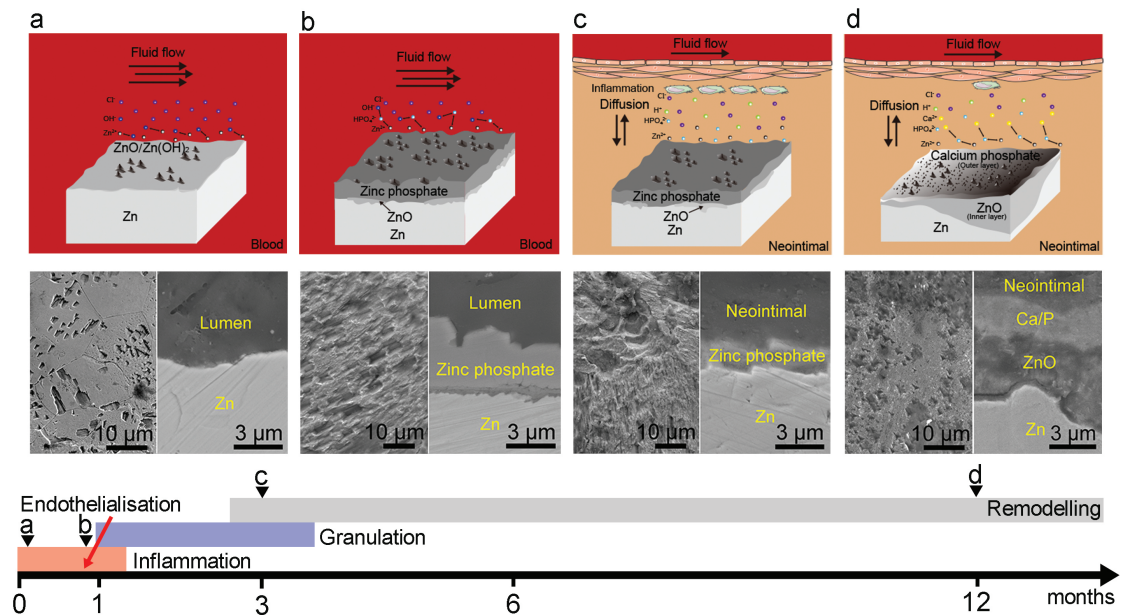 a
Fluid flow
Cl⁻
OH⁻
Zn²⁺
ZnO/Zn(OH)₂
Zn
Blood
b
Fluid flow
Cl⁻
OH⁻
HPO₄²⁻
Zn²⁺
Zinc phosphate
ZnO
Zn
Blood
c
Fluid flow
Inflammation
Cl⁻
Diffusion
H⁺
HPO₄²⁻
Zn²⁺
Zinc phosphate
ZnO
Zn
Neointimal
d
Fluid flow
Cl⁻
Diffusion
H⁺
Ca²⁺
HPO₄²⁻
Zn²⁺
Calcium phosphate
(Outer layer)
ZnO
(Inner layer)
Zn
Neointimal
10 µm
Lumen
Zn
3 µm
10 µm
Lumen
Zinc phosphate
Zn
3 µm
10 µm
Neointimal
Zinc phosphate
Zn
3 µm
10 µm
Neointimal
Ca/P
ZnO
Zn
3 µm
c
d
Endothelialisation
Remodelling
a
b
Granulation
Inflammation
0
1
3
6
12
months